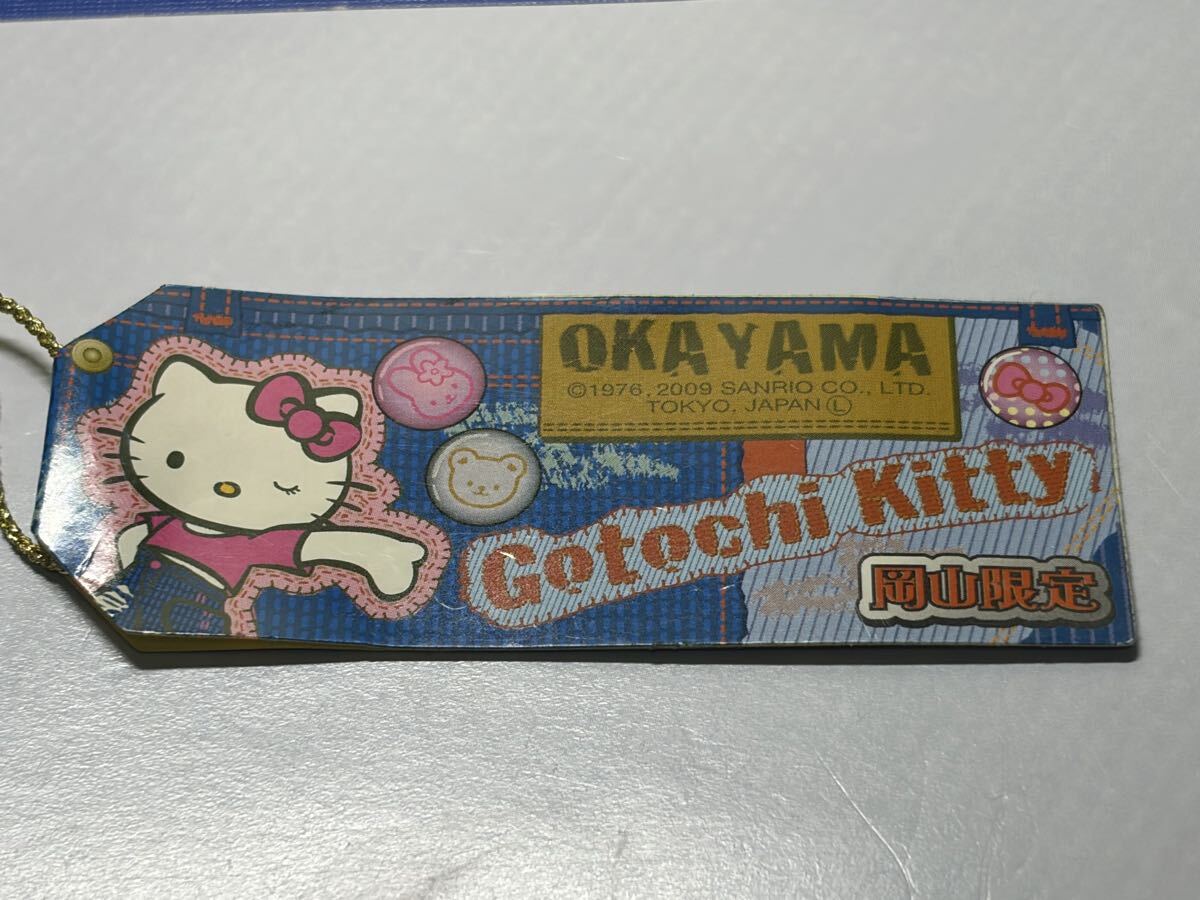 OKAYAMA
©1976, 2009 SANRIO CO., LTD.
TOKYO, JAPAN Ⓛ
Gotochi Kitty
岡山限定